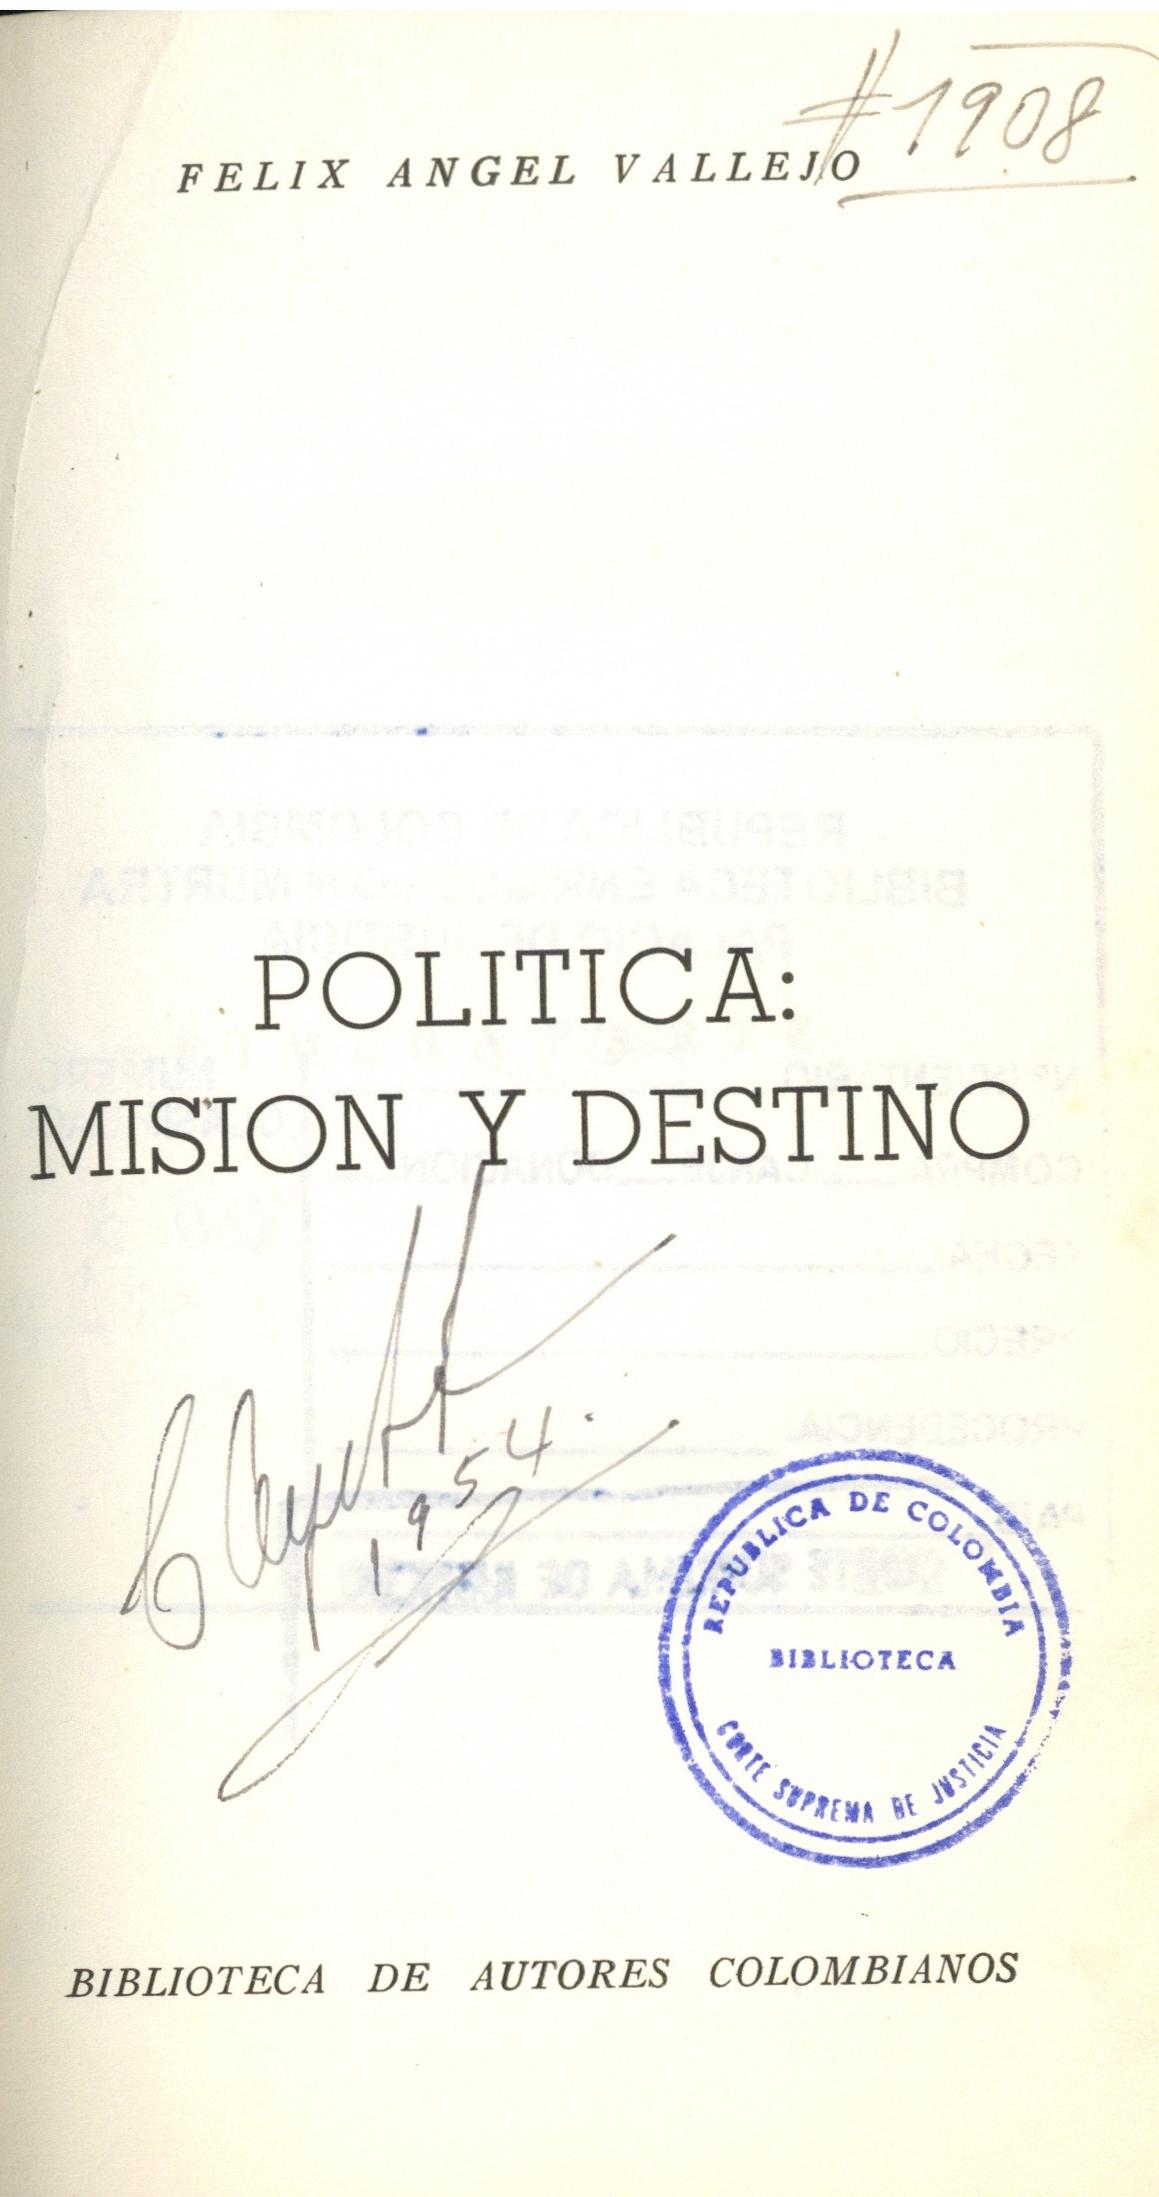 #1908
FELIX ANGEL VALLEJO
POLITICA:
MISION Y DESTINO
1954.
REPUBLICA DE COLOMBIA
BIBLIOTECA
CORTE SUPREMA DE JUSTICIA
BIBLIOTECA DE AUTORES COLOMBIANOS